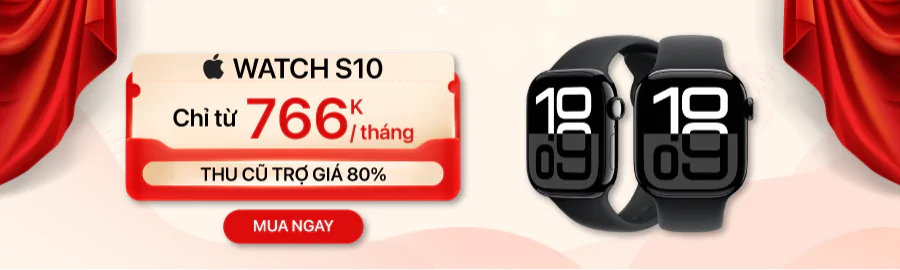 WATCH S10
Chỉ từ 766K / tháng
THU CŨ TRỢ GIÁ 80%
MUA NGAY
10 10
09 09